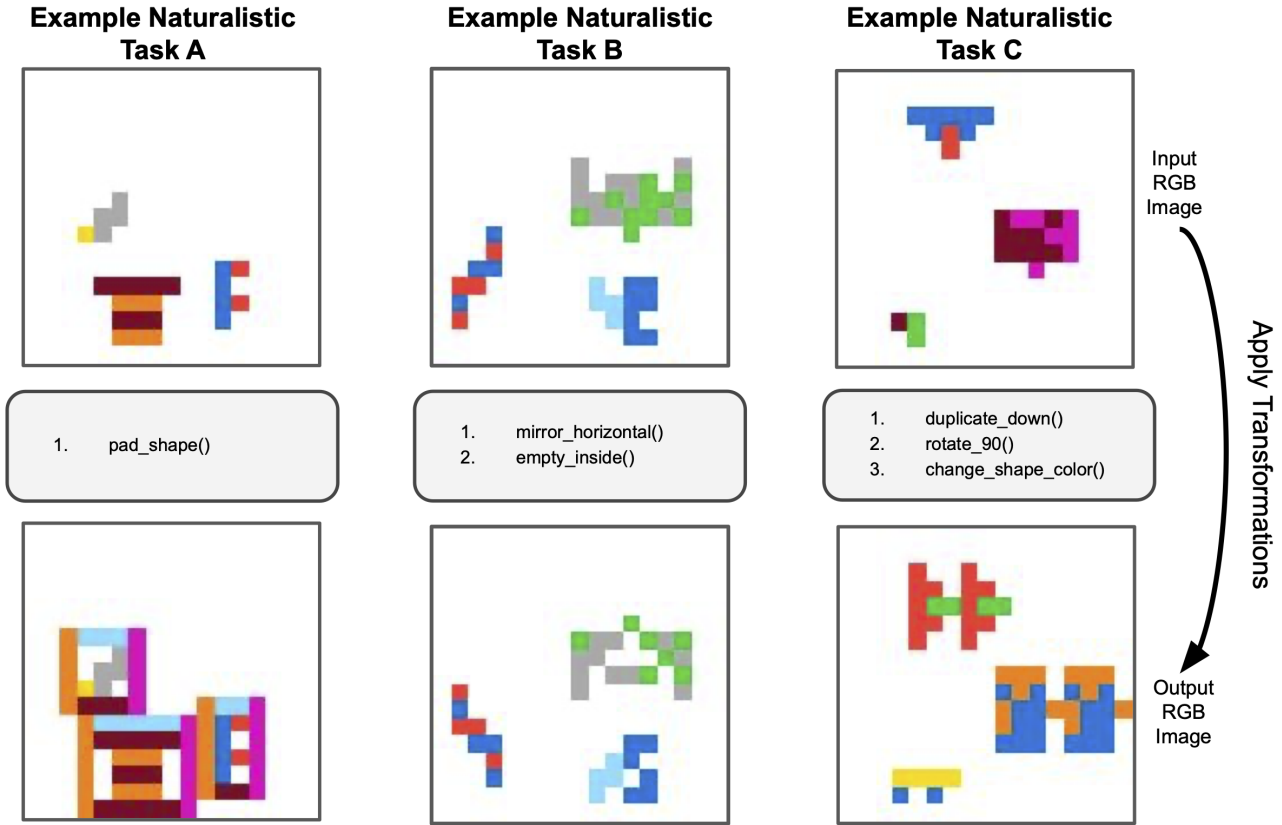 Example Naturalistic
Task A
Example Naturalistic
Task B
Example Naturalistic
Task C
Input
RGB
Image
1. pad_shape()
1. mirror_horizontal()
2. empty_inside()
1. duplicate_down()
2. rotate_90()
3. change_shape_color()
Apply Transformations
Output
RGB
Image